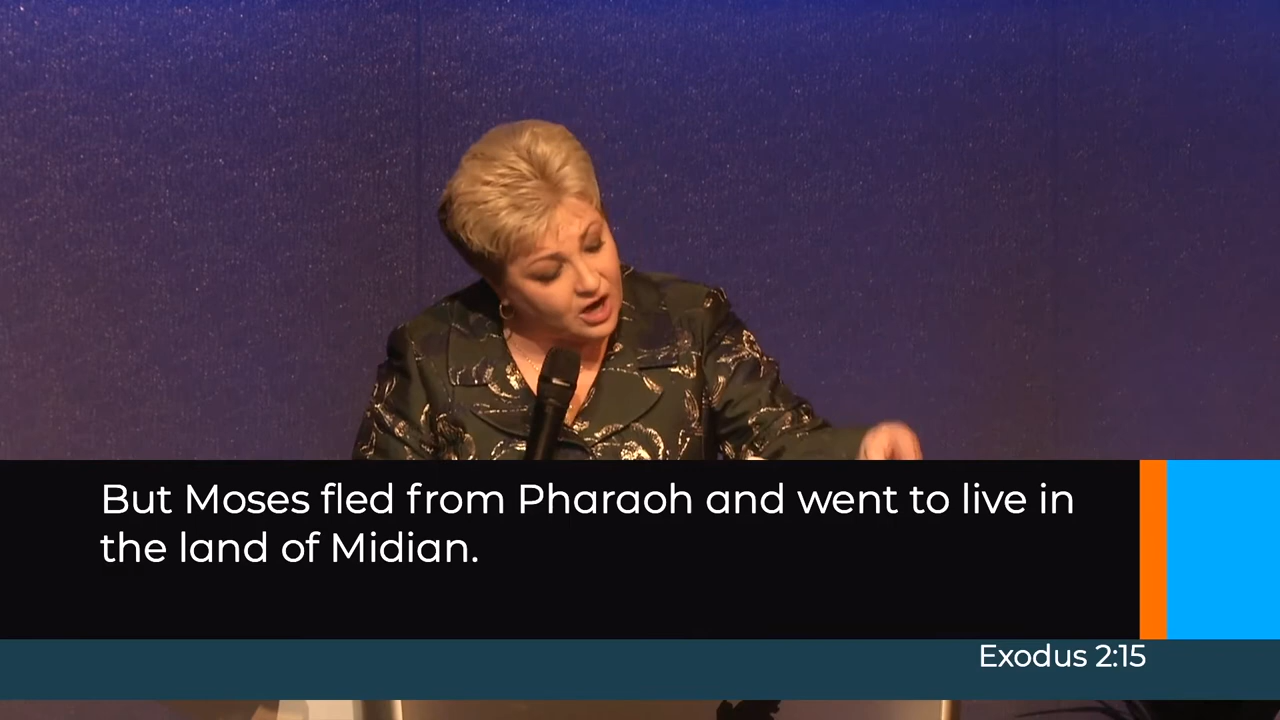 But Moses fled from Pharaoh and went to live in
the land of Midian.
Exodus 2:15